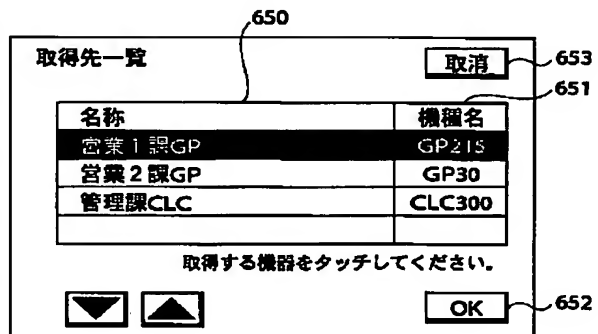 650
取得先一覧
取消
653
651
名称 機種名
営業1課GP GP215
営業2課GP GP30
管理課CLC CLC300
取得する機器をタッチしてください。
OK
652